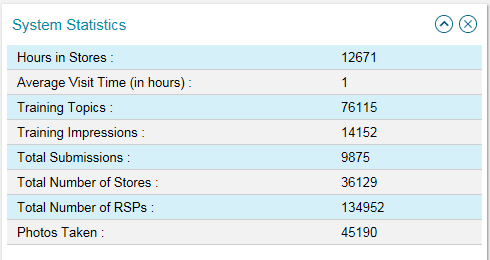 System Statistics
Hours in Stores : 12671
Average Visit Time (in hours) : 1
Training Topics : 76115
Training Impressions : 14152
Total Submissions : 9875
Total Number of Stores : 36129
Total Number of RSPs : 134952
Photos Taken : 45190